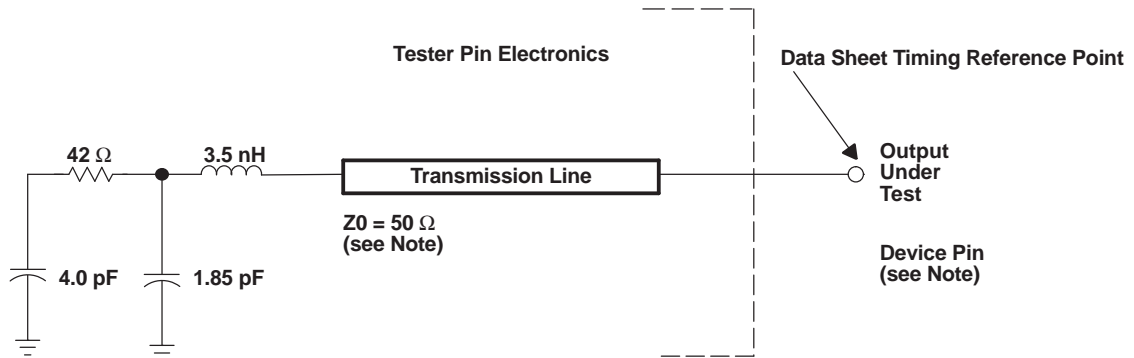 Tester Pin Electronics
Data Sheet Timing Reference Point
42 Ω
3.5 nH
Transmission Line
Output
Under
Test
Z0 = 50 Ω
(see Note)
Device Pin
(see Note)
4.0 pF
1.85 pF